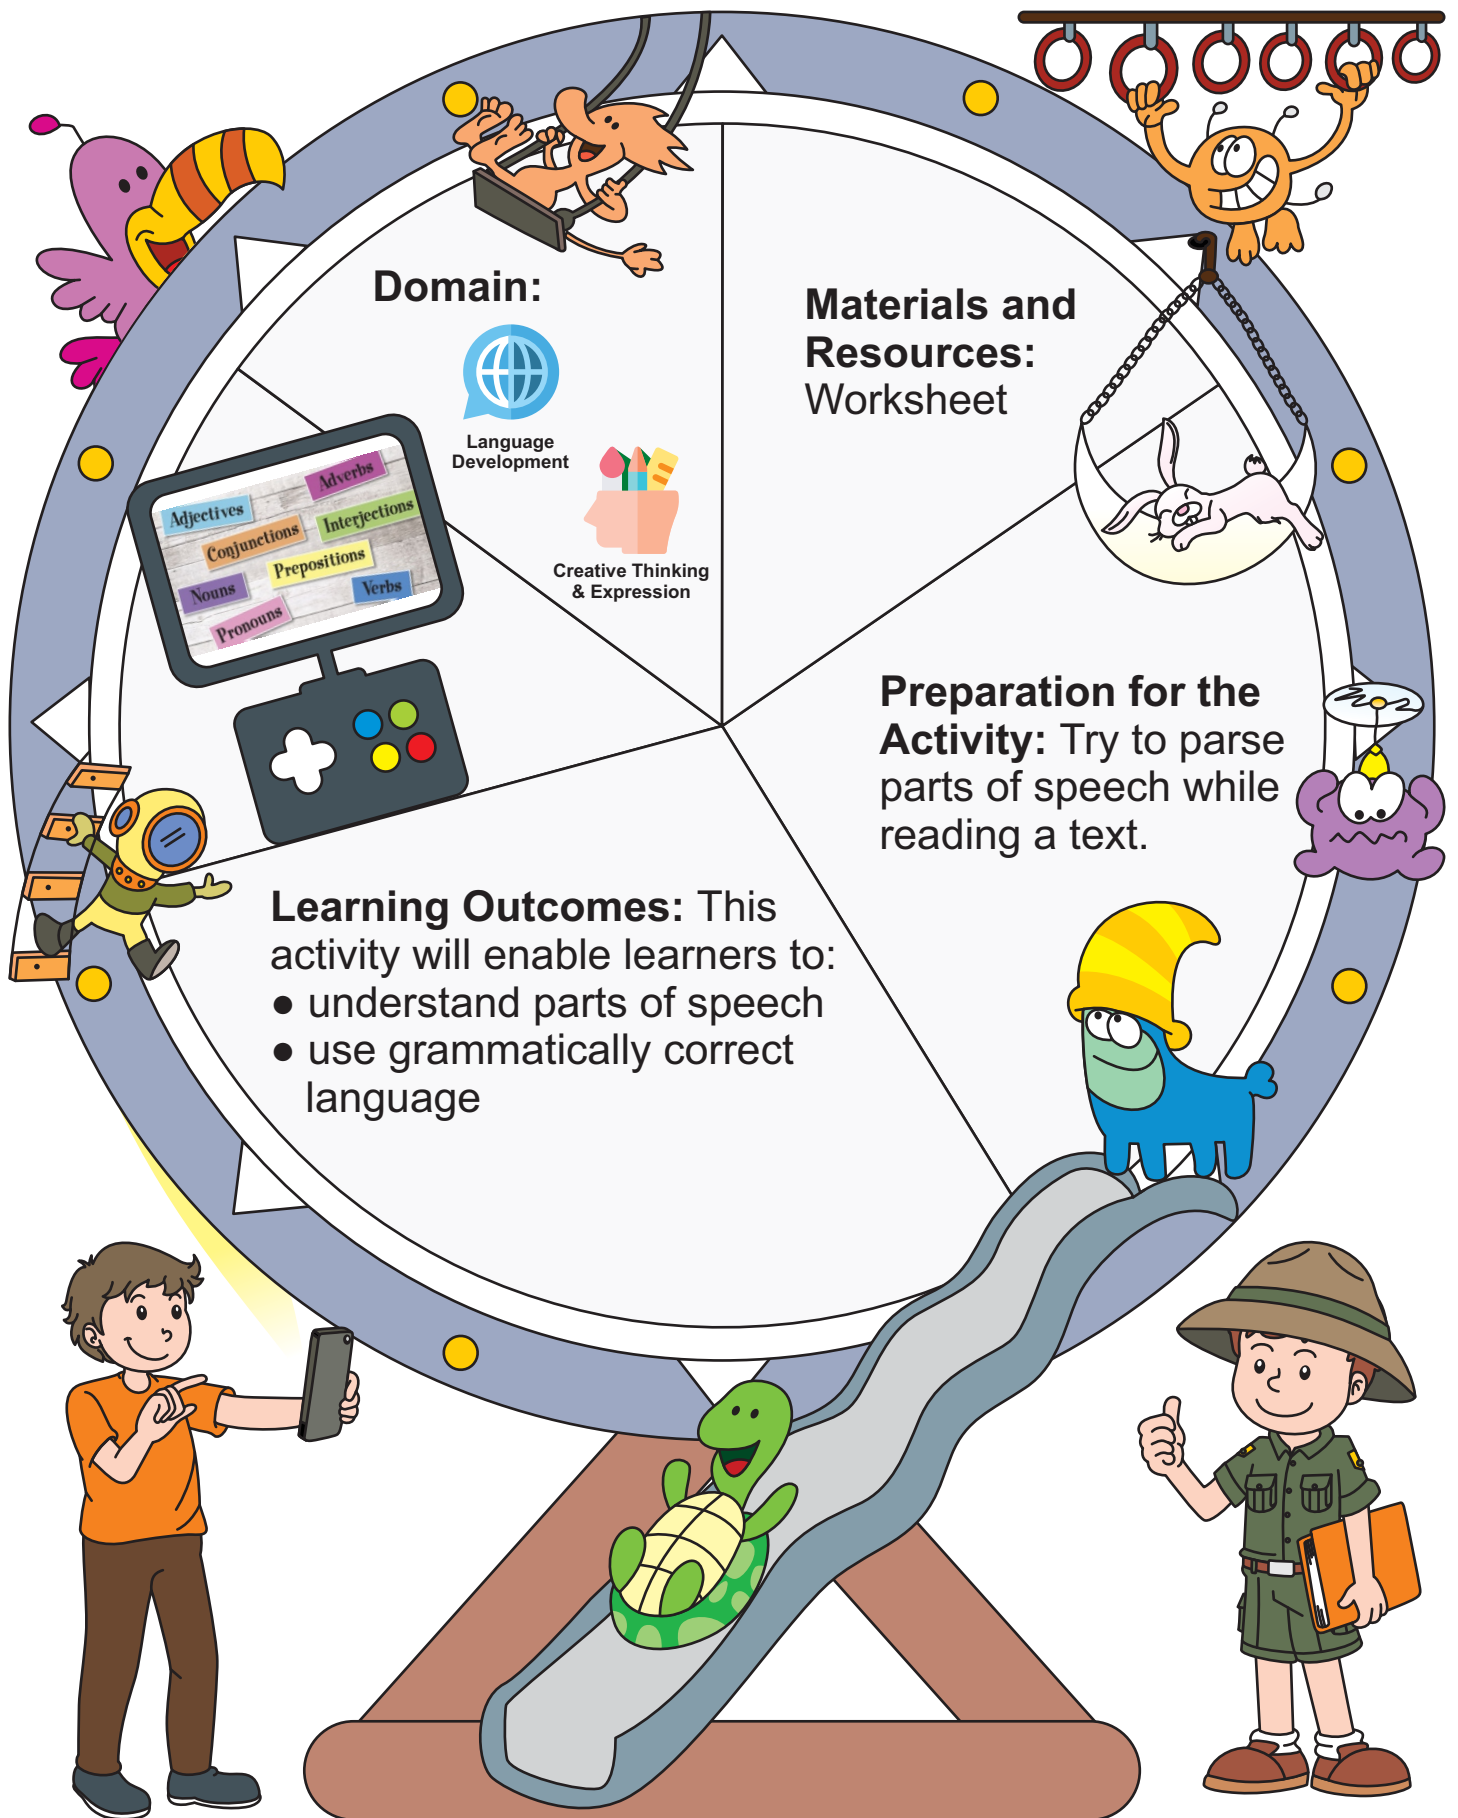 Domain:
Language
Development
Creative Thinking
& Expression
Materials and
Resources:
Worksheet
Adverbs
Adjectives
Interjections
Conjunctions
Prepositions
Nouns
Verbs
Pronouns
Preparation for the
Activity: Try to parse
parts of speech while
reading a text.
Learning Outcomes: This
activity will enable learners to:
● understand parts of speech
● use grammatically correct
language